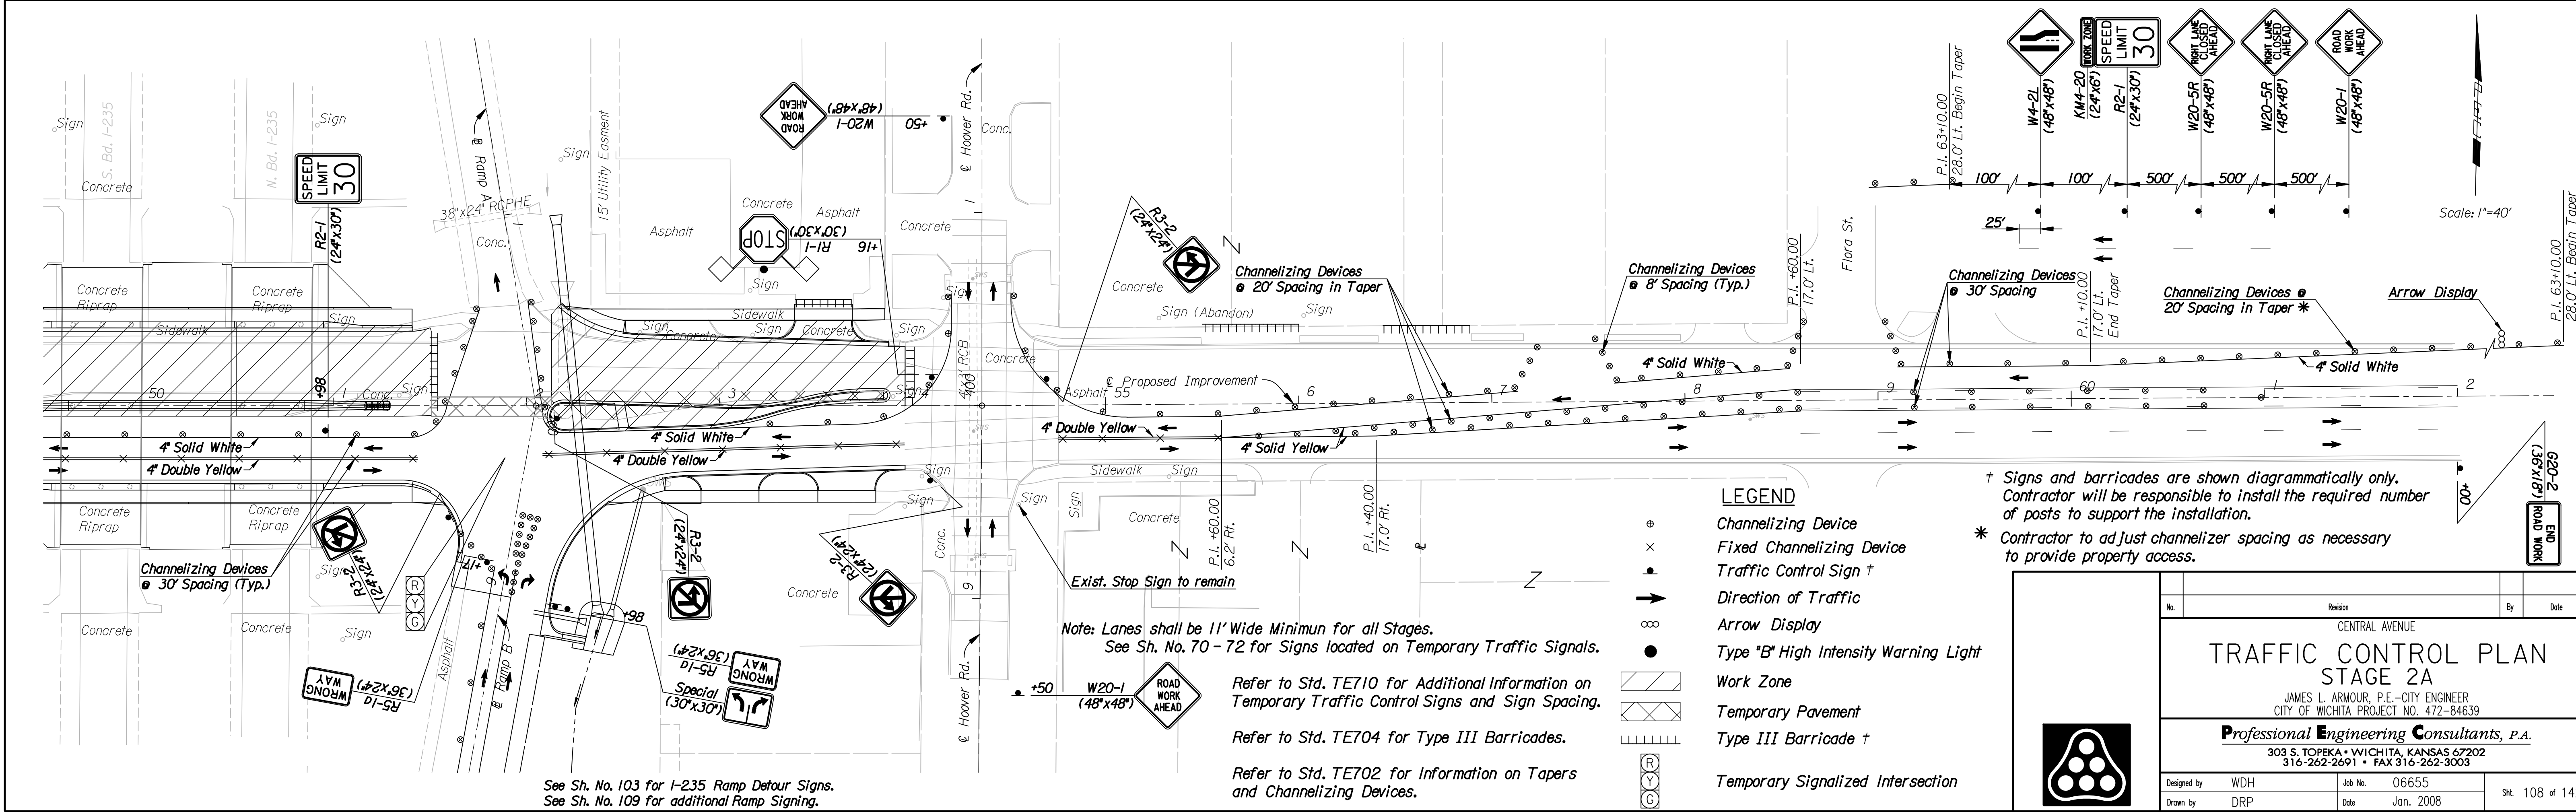 Sign
S. Bd. I-235
Sign
N. Bd. I-235
Concrete
SPEED
LIMIT
30
R2-1
(24"x30")
℄ Ramp A
38"x24" RCPHE
Conc.
Sign
15' Utility Easment
Asphalt
ROAD
WORK
AHEAD
W20-1
(48"x48")
+50
Concrete
Asphalt
STOP
R1-1
(30"x30")
+16
Sign
Concrete
℄ Hoover Rd.
Conc.
R3-2
(24"x24")
Concrete
Channelizing Devices
@ 20' Spacing in Taper
Sign (Abandon)
Sign
Channelizing Devices
@ 8' Spacing (Typ.)
P.I. +60.00
17.0' Lt.
Flora St.
P.I. 63+10.00
28.0' Lt. Begin Taper
W4-2L
(48"x48")
WORK ZONE
KM4-20
(24"x6")
SPEED
LIMIT
30
R2-1
(24"x30")
RIGHT LANE
CLOSED
AHEAD
W20-5R
(48"x48")
RIGHT LANE
CLOSED
AHEAD
W20-5R
(48"x48")
ROAD
WORK
AHEAD
W20-1
(48"x48")
100'
100'
500'
500'
500'
25'
Scale: 1"=40'
Channelizing Devices
@ 30' Spacing
P.I. +10.00
17.0' Lt.
End Taper
Channelizing Devices @
20' Spacing in Taper *
Arrow Display
P.I. 63+10.00
28.0' Lt. Begin Taper
4" Solid White
4" Solid White
Concrete
Riprap
Concrete
Riprap
Sidewalk
Sign
Sign
Sidewalk
Sign
Concrete
Concrete
Sign
Sign
4'x3' RCB
Concrete
50
+98
1
Conc.
Sign
2
3
Sign
4
400
Asphalt
55
℄ Proposed Improvement
6
7
8
9
60
1
2
4" Solid White
4" Double Yellow
4" Solid White
4" Double Yellow
4" Double Yellow
4" Solid Yellow
Concrete
Riprap
Concrete
Riprap
R3-2
(24"x24")
Channelizing Devices
@ 30' Spacing (Typ.)
Sign
R
Y
G
+17
Concrete
Concrete
Sign
WRONG
WAY
R5-1a
(36"x24")
Asphalt
℄ Ramp B
R3-2
(24"x24")
+98
WRONG
WAY
R5-1a
(36"x24")
Special
(30"x30")
Concrete
R3-2
(24"x24")
Sign
Sign
Conc.
9
℄ Hoover Rd.
Sign
Sign
Sidewalk
Sign
Concrete
Exist. Stop Sign to remain
P.I. +60.00
6.2' Rt.
P.I. +40.00
17.0' Rt.
Note: Lanes shall be 11' Wide Minimun for all Stages.
See Sh. No. 70 - 72 for Signs located on Temporary Traffic Signals.
+50
W20-1
(48"x48")
ROAD
WORK
AHEAD
Refer to Std. TE710 for Additional Information on
Temporary Traffic Control Signs and Sign Spacing.
Refer to Std. TE704 for Type III Barricades.
Refer to Std. TE702 for Information on Tapers
and Channelizing Devices.
See Sh. No. 103 for I-235 Ramp Detour Signs.
See Sh. No. 109 for additional Ramp Signing.
LEGEND
Channelizing Device
Fixed Channelizing Device
Traffic Control Sign †
Direction of Traffic
Arrow Display
Type "B" High Intensity Warning Light
Work Zone
Temporary Pavement
Type III Barricade †
R
Y
G
Temporary Signalized Intersection
† Signs and barricades are shown diagrammatically only.
Contractor will be responsible to install the required number
of posts to support the installation.
* Contractor to adjust channelizer spacing as necessary
to provide property access.
+00
G20-2
(36"x18")
END
ROAD WORK
No.
Revision
By
Date
CENTRAL AVENUE
TRAFFIC CONTROL PLAN
STAGE 2A
JAMES L. ARMOUR, P.E.-CITY ENGINEER
CITY OF WICHITA PROJECT NO. 472-84639
Professional Engineering Consultants, P.A.
303 S. TOPEKA • WICHITA, KANSAS 67202
316-262-2691 • FAX 316-262-3003
Designed by WDH Job No. 06655
Drawn by DRP Date Jan. 2008
Sht. 108 of 14